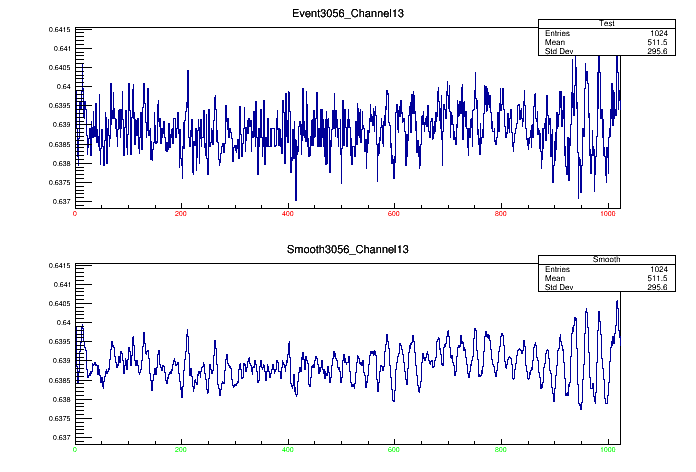 Event3056_Channel13
Test
Entries 1024
Mean 511.5
Std Dev 295.6
0.6415
0.641
0.6405
0.64
0.6395
0.639
0.6385
0.638
0.6375
0.637
0 200 400 600 800 1000
Smooth3056_Channel13
Smooth
Entries 1024
Mean 511.5
Std Dev 295.6
0.6415
0.641
0.6405
0.64
0.6395
0.639
0.6385
0.638
0.6375
0.637
0 200 400 600 800 1000